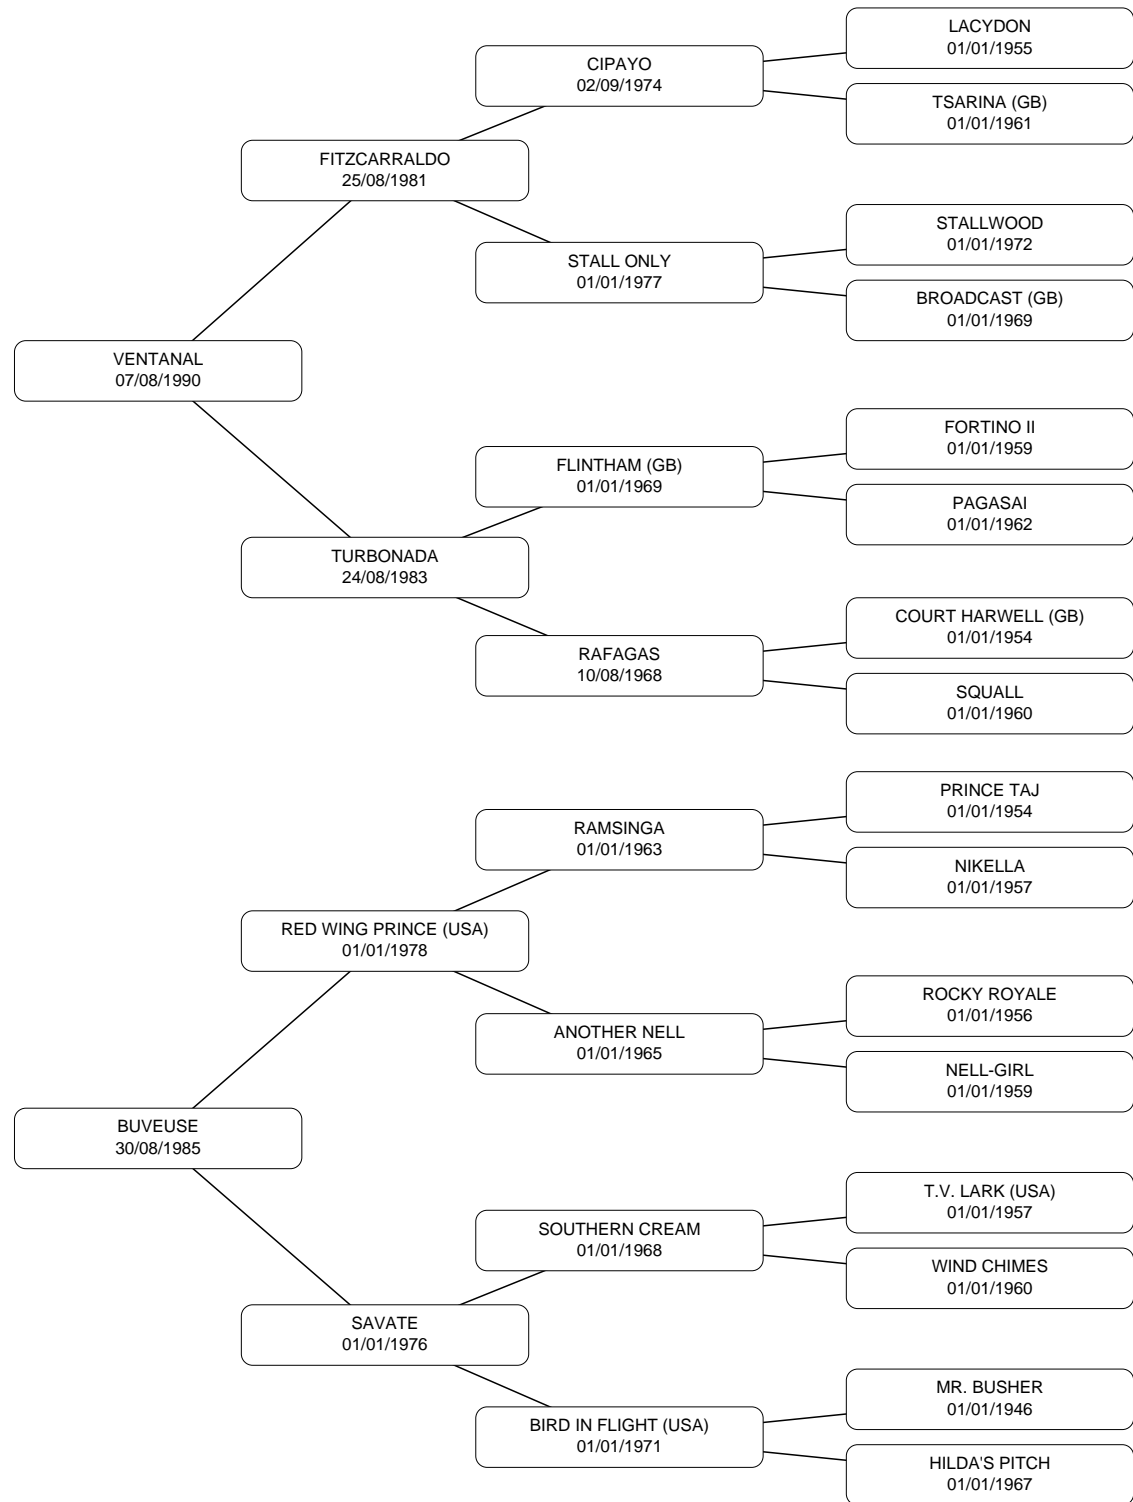 LACYDON
01/01/1955
CIPAYO
02/09/1974
TSARINA (GB)
01/01/1961
FITZCARRALDO
25/08/1981
STALLWOOD
01/01/1972
STALL ONLY
01/01/1977
BROADCAST (GB)
01/01/1969
VENTANAL
07/08/1990
FORTINO II
01/01/1959
FLINTHAM (GB)
01/01/1969
PAGASAI
01/01/1962
TURBONADA
24/08/1983
COURT HARWELL (GB)
01/01/1954
RAFAGAS
10/08/1968
SQUALL
01/01/1960
PRINCE TAJ
01/01/1954
RAMSINGA
01/01/1963
NIKELLA
01/01/1957
RED WING PRINCE (USA)
01/01/1978
ROCKY ROYALE
01/01/1956
ANOTHER NELL
01/01/1965
NELL-GIRL
01/01/1959
BUVEUSE
30/08/1985
T.V. LARK (USA)
01/01/1957
SOUTHERN CREAM
01/01/1968
WIND CHIMES
01/01/1960
SAVATE
01/01/1976
MR. BUSHER
01/01/1946
BIRD IN FLIGHT (USA)
01/01/1971
HILDA'S PITCH
01/01/1967